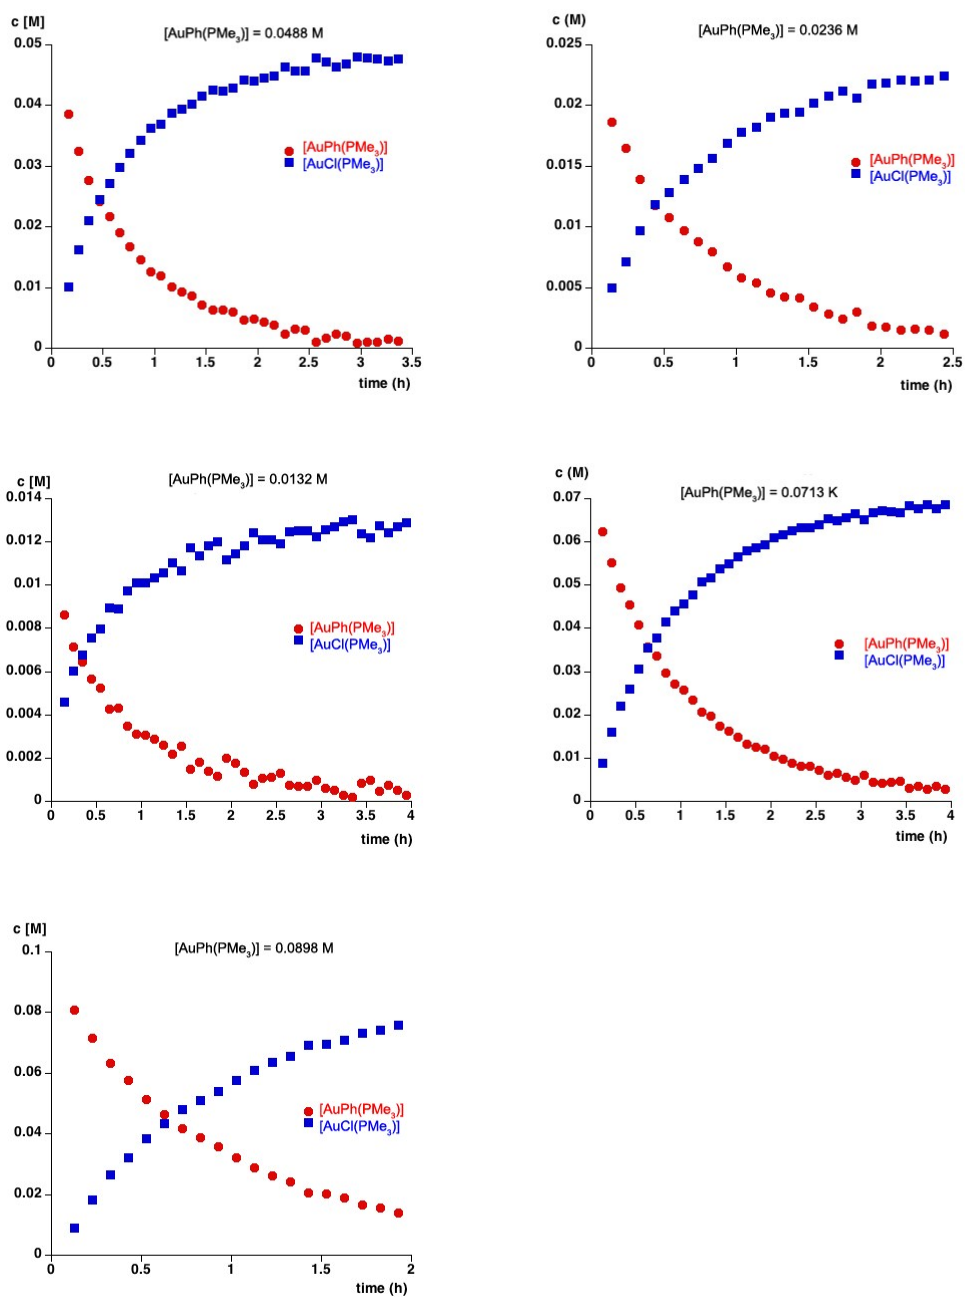 c [M]
[AuPh(PMe₃)] = 0.0488 M
0.05
0.04
0.03
0.02
0.01
0
[AuPh(PMe₃)]
[AuCl(PMe₃)]
0 0.5 1 1.5 2 2.5 3 3.5
time (h)
c (M)
[AuPh(PMe₃)] = 0.0236 M
0.025
0.02
0.015
0.01
0.005
0
[AuPh(PMe₃)]
[AuCl(PMe₃)]
0 0.5 1 1.5 2 2.5
time (h)
c [M]
[AuPh(PMe₃)] = 0.0132 M
0.014
0.012
0.01
0.008
0.006
0.004
0.002
0
[AuPh(PMe₃)]
[AuCl(PMe₃)]
0 0.5 1 1.5 2 2.5 3 3.5 4
time (h)
c (M)
[AuPh(PMe₃)] = 0.0713 K
0.07
0.06
0.05
0.04
0.03
0.02
0.01
0
[AuPh(PMe₃)]
[AuCl(PMe₃)]
0 0.5 1 1.5 2 2.5 3 3.5 4
time (h)
c [M]
[AuPh(PMe₃)] = 0.0898 M
0.1
0.08
0.06
0.04
0.02
0
[AuPh(PMe₃)]
[AuCl(PMe₃)]
0 0.5 1 1.5 2
time (h)